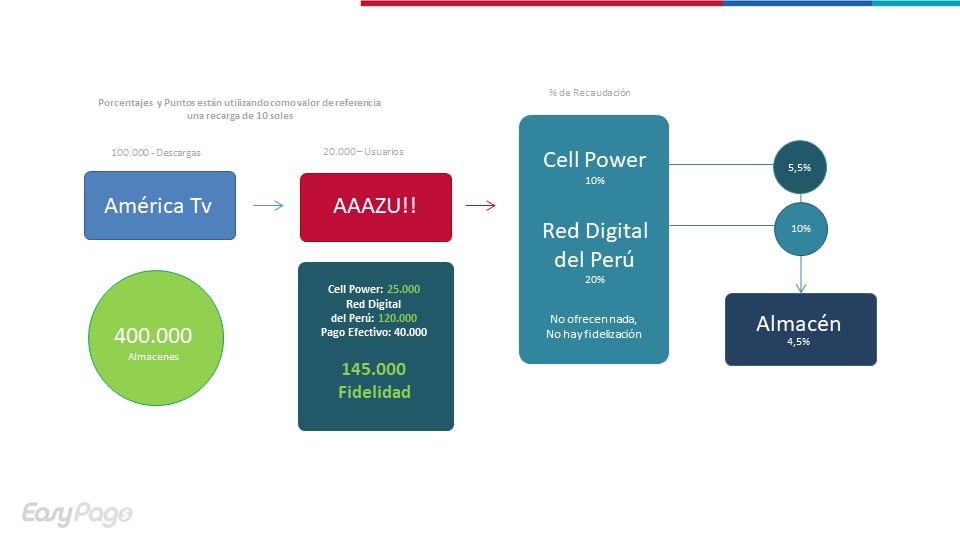 Porcentajes y Puntos están utilizando como valor de referencia
una recarga de 10 soles
% de Recaudación
100.000 - Descargas
20.000 – Usuarios
América Tv
AAAZU!!
Cell Power
10%
Red Digital
del Perú
20%
No ofrecen nada,
No hay fidelización
5,5%
10%
Almacén
4,5%
400.000
Almacenes
Cell Power: 25.000
Red Digital
del Perú: 120.000
Pago Efectivo: 40.000
145.000
Fidelidad
EasyPago